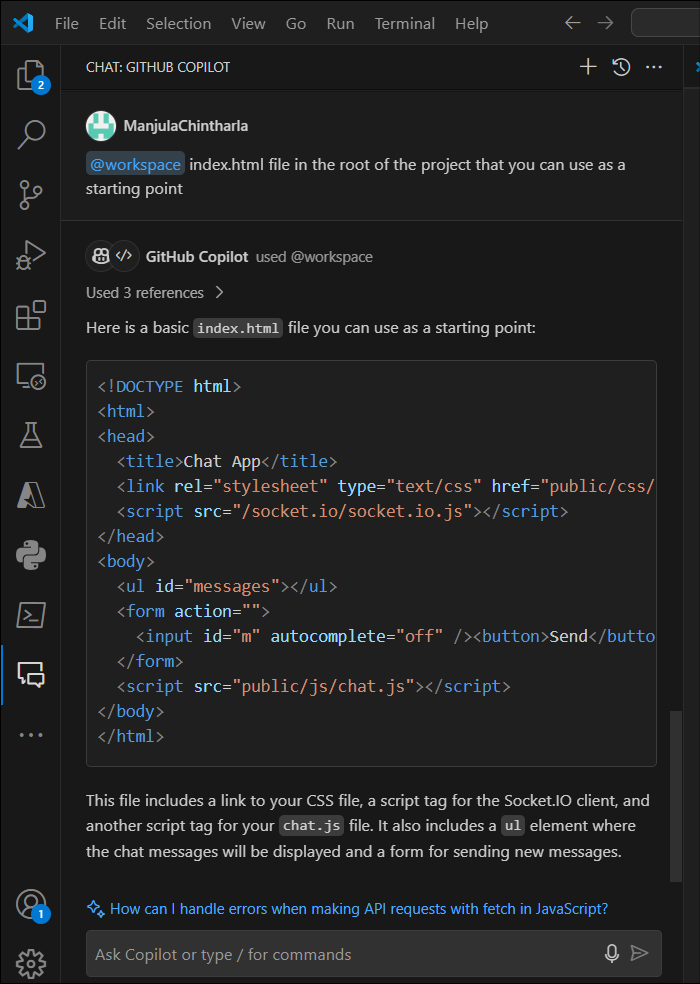 File Edit Selection View Go Run Terminal Help
CHAT: GITHUB COPILOT
2
ManjulaChintharla
@workspace index.html file in the root of the project that you can use as a
starting point
GitHub Copilot used @workspace
Used 3 references
Here is a basic index.html file you can use as a starting point:
<!DOCTYPE html>
<html>
<head>
  <title>Chat App</title>
  <link rel="stylesheet" type="text/css" href="public/css/
  <script src="/socket.io/socket.io.js"></script>
</head>
<body>
  <ul id="messages"></ul>
  <form action="">
    <input id="m" autocomplete="off" /><button>Send</butto
  </form>
  <script src="public/js/chat.js"></script>
</body>
</html>
This file includes a link to your CSS file, a script tag for the Socket.IO client, and
another script tag for your chat.js file. It also includes a ul element where
the chat messages will be displayed and a form for sending new messages.
1
How can I handle errors when making API requests with fetch in JavaScript?
Ask Copilot or type / for commands